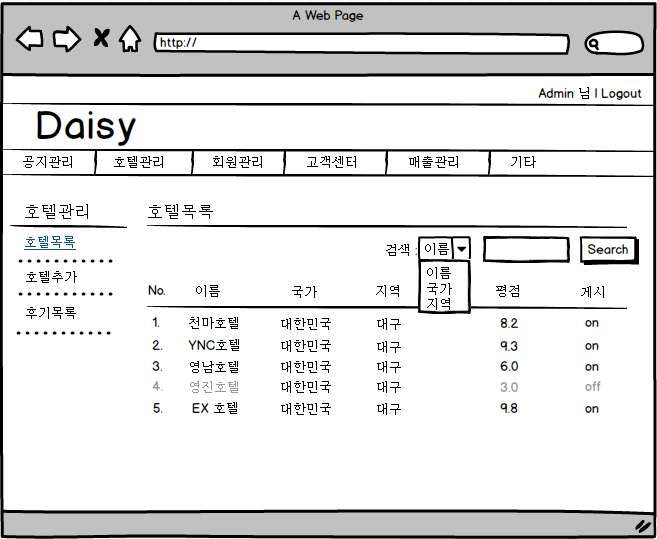 A Web Page
http://
Admin 님 | Logout
Daisy
공지관리 호텔관리 회원관리 고객센터 매출관리 기타
호텔관리
호텔목록
호텔추가
후기목록
호텔목록
검색 : 이름 Search
이름
국가
지역
No. 이름 국가 지역 평점 게시
1. 천마호텔 대한민국 대구 8.2 on
2. YNC호텔 대한민국 대구 9.3 on
3. 영남호텔 대한민국 대구 6.0 on
4. 영진호텔 대한민국 대구 3.0 off
5. EX 호텔 대한민국 대구 9.8 on